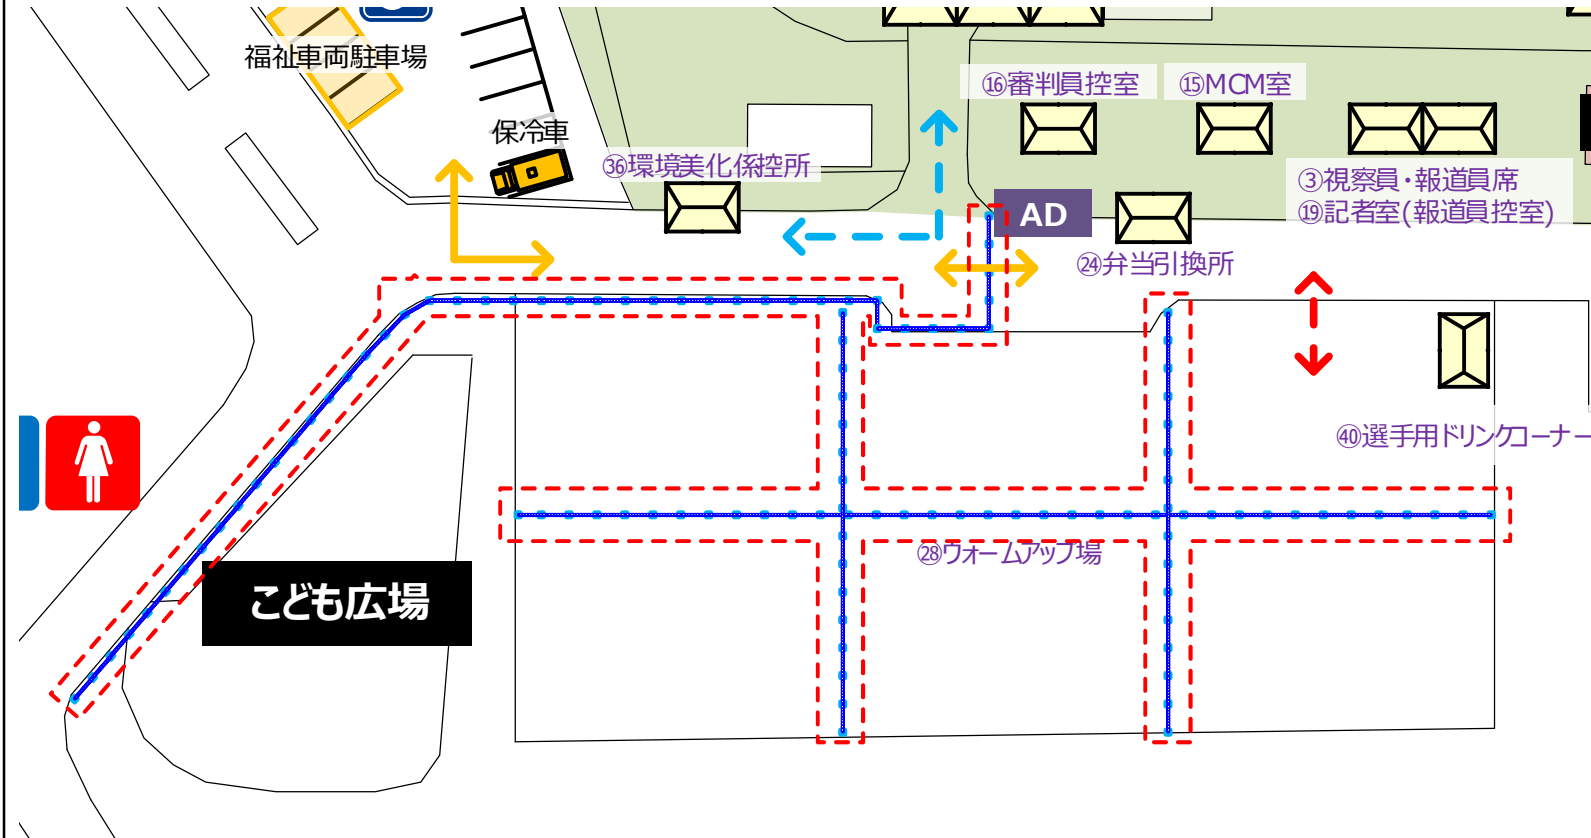 福祉車両駐車場
⑯審判員控室
⑮MCM室
保冷車
㊱環境美化係控所
③視察員・報道員席
⑲記者室(報道員控室)
AD
㉔弁当引換所
㊵選手用ドリンクコーナー
㉘ウォームアップ場
こども広場